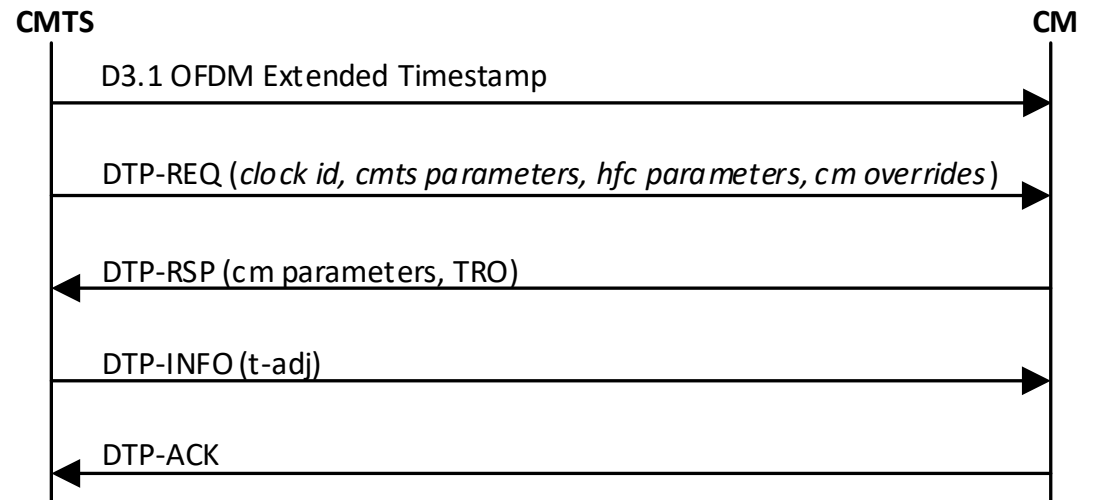 CMTS CM
D3.1 OFDM Extended Timestamp
DTP-REQ (clock id, cmts parameters, hfc parameters, cm overrides)
DTP-RSP (cm parameters, TRO)
DTP-INFO (t-adj)
DTP-ACK